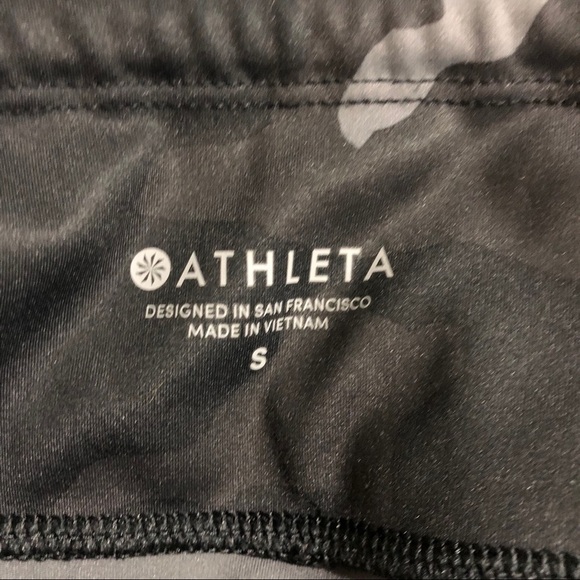 ATHLETA
DESIGNED IN SAN FRANCISCO
MADE IN VIETNAM
S